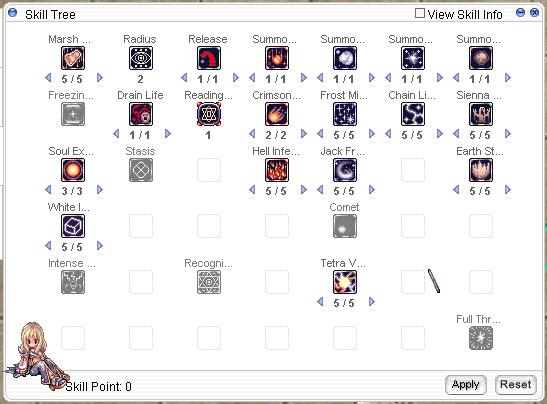 Skill Tree View Skill Info
Marsh ... Radius Release Summo... Summo... Summo... Summo...
5 / 5 2 1 / 1 1 / 1 1 / 1 1 / 1 1 / 1
Freezin... Drain Life Reading... Crimson... Frost Mi... Chain Li... Sienna ...
1 / 1 1 2 / 2 5 / 5 5 / 5 5 / 5
Soul Ex... Stasis Hell Infe... Jack Fr... Earth St...
3 / 3 5 / 5 5 / 5 5 / 5
White I... Comet
5 / 5
Intense ... Recogni... Tetra V...
5 / 5
Full Thr...
Skill Point: 0 Apply Reset